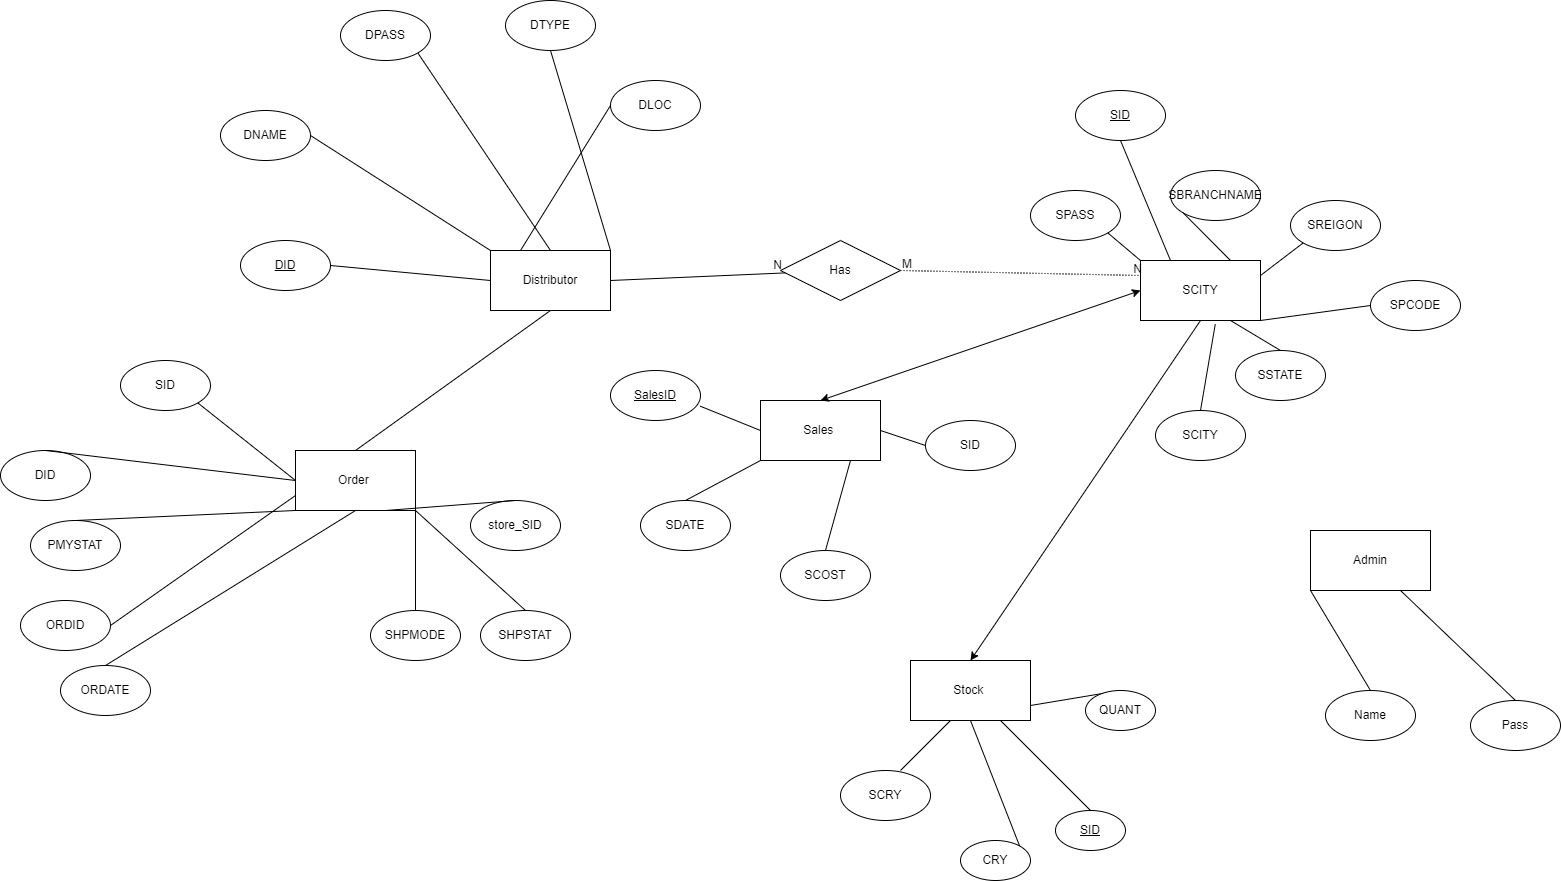 DTYPE
DPASS
DLOC
SID
DNAME
SBRANCHNAME
SPASS
SREIGON
DID
N
Has
M
N
Distributor
SCITY
SPCODE
SID
SSTATE
SalesID
Sales
SCITY
SID
DID
Order
store_SID
SDATE
PMYSTAT
Admin
SCOST
ORDID
SHPMODE
SHPSTAT
ORDATE
Stock
QUANT
Name
Pass
SCRY
SID
CRY